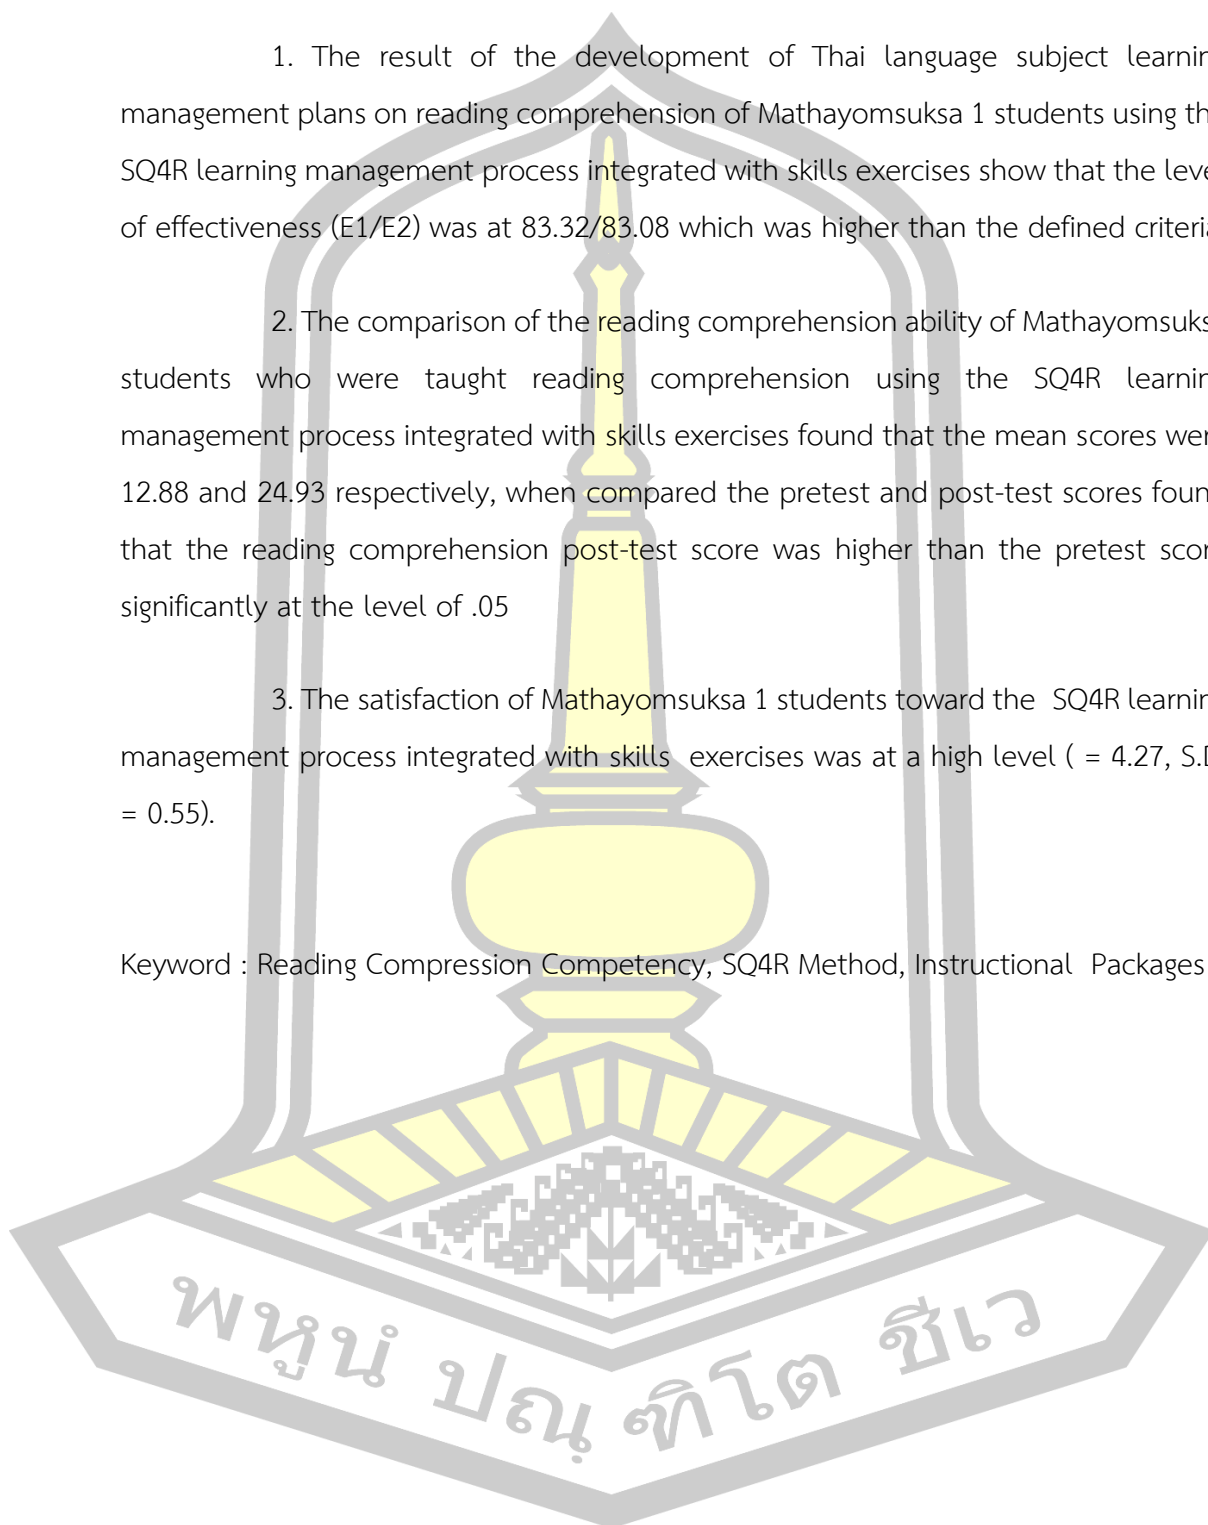 1. The result of the development of Thai language subject learnin
management plans on reading comprehension of Mathayomsuksa 1 students using th
SQ4R learning management process integrated with skills exercises show that the leve
of effectiveness (E1/E2) was at 83.32/83.08 which was higher than the defined criteria
2. The comparison of the reading comprehension ability of Mathayomsuks
students who were taught reading comprehension using the SQ4R learnin
management process integrated with skills exercises found that the mean scores wer
12.88 and 24.93 respectively, when compared the pretest and post-test scores foun
that the reading comprehension post-test score was higher than the pretest scor
significantly at the level of .05
3. The satisfaction of Mathayomsuksa 1 students toward the SQ4R learnin
management process integrated with skills exercises was at a high level ( = 4.27, S.D
= 0.55).
Keyword : Reading Compression Competency, SQ4R Method, Instructional Packages
พหูนํ ปณฺฑิโต ชีเว